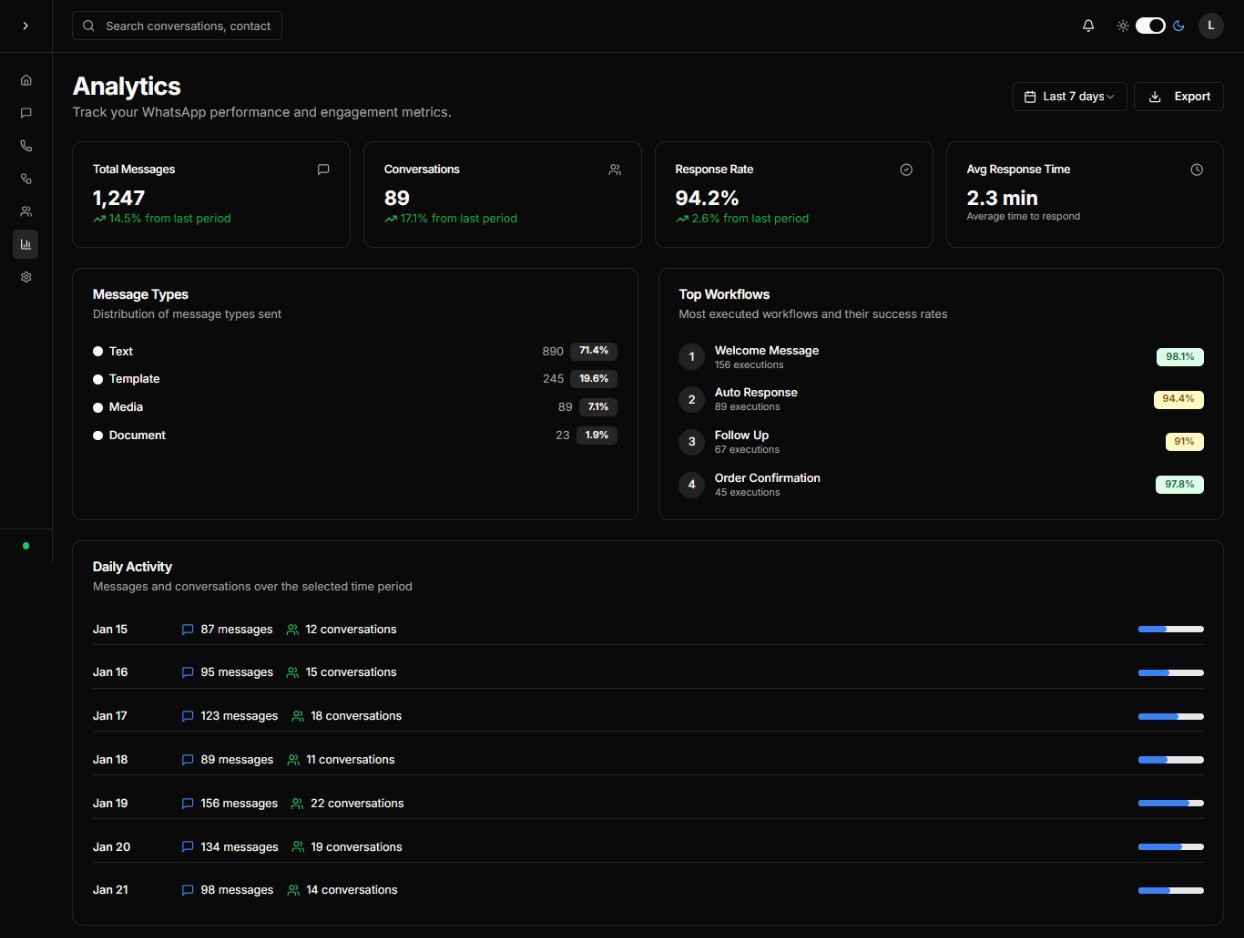 Search conversations, contact
L
Analytics
Track your WhatsApp performance and engagement metrics.
Last 7 days
Export
Total Messages
1,247
14.5% from last period
Conversations
89
17.1% from last period
Response Rate
94.2%
2.6% from last period
Avg Response Time
2.3 min
Average time to respond
Message Types
Distribution of message types sent
Text 890 71.4%
Template 245 19.6%
Media 89 7.1%
Document 23 1.9%
Top Workflows
Most executed workflows and their success rates
1 Welcome Message 98.1%
156 executions
2 Auto Response 94.4%
89 executions
3 Follow Up 91%
67 executions
4 Order Confirmation 97.8%
45 executions
Daily Activity
Messages and conversations over the selected time period
Jan 15 87 messages 12 conversations
Jan 16 95 messages 15 conversations
Jan 17 123 messages 18 conversations
Jan 18 89 messages 11 conversations
Jan 19 156 messages 22 conversations
Jan 20 134 messages 19 conversations
Jan 21 98 messages 14 conversations